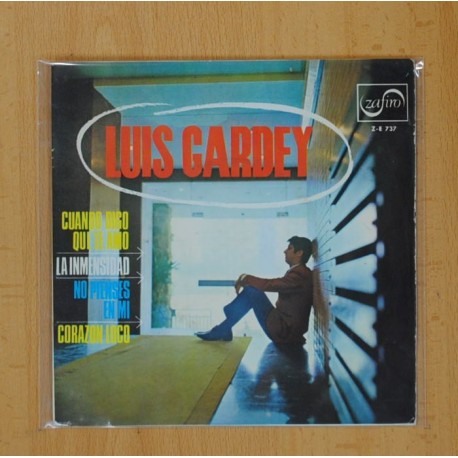 zafiro
Z-E 737
LUIS GARDEY
CUANDO DIGO
QUE TE AMO
LA INMENSIDAD
NO PIENSES
EN MI
CORAZON LOCO